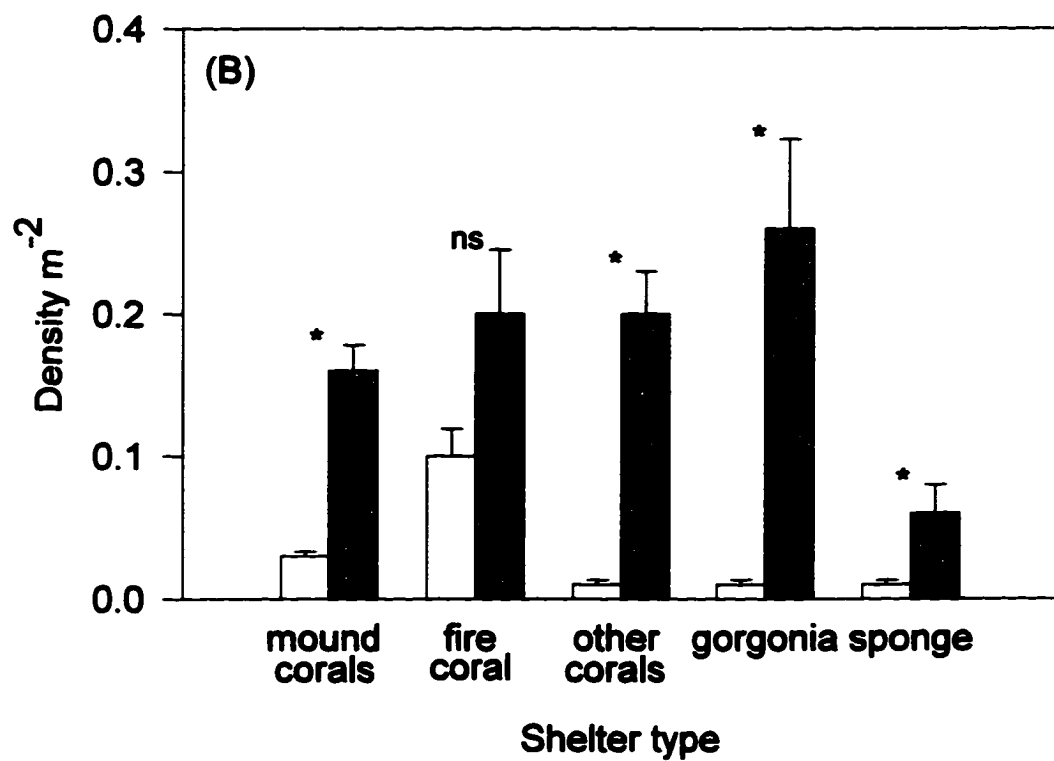 (B)
Density m⁻²
0.4
0.3
0.2
0.1
0.0
*
ns
*
*
*
mound corals
fire coral
other corals
gorgonia
sponge
Shelter type